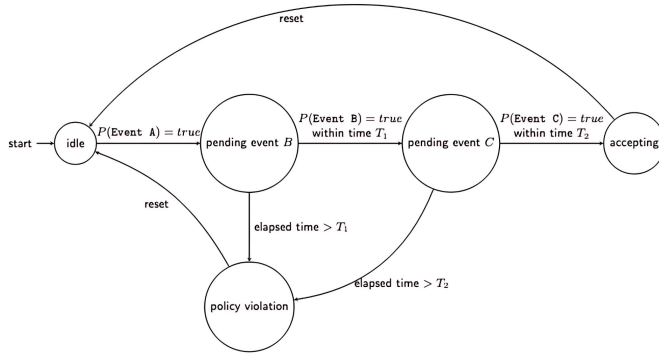 reset
P(Event A) = true
P(Event B) = true
within time T₁
P(Event C) = true
within time T₂
start
idle
pending event B
pending event C
accepting
reset
elapsed time > T₁
elapsed time > T₂
policy violation